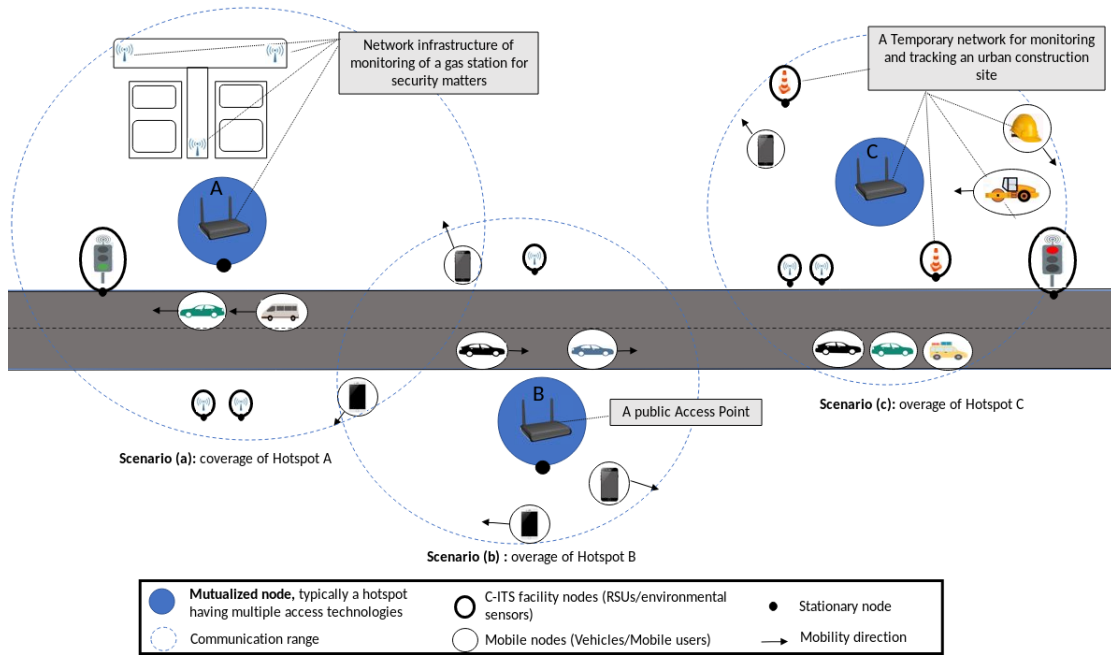 Network infrastructure of
monitoring of a gas station for
security matters
A Temporary network for monitoring
and tracking an urban construction
site
A
C
B
A public Access Point
Scenario (c): overage of Hotspot C
Scenario (a): coverage of Hotspot A
Scenario (b) : overage of Hotspot B
Mutualized node, typically a hotspot
having multiple access technologies
C-ITS facility nodes (RSUs/environmental
sensors)
Stationary node
Communication range
Mobile nodes (Vehicles/Mobile users)
Mobility direction